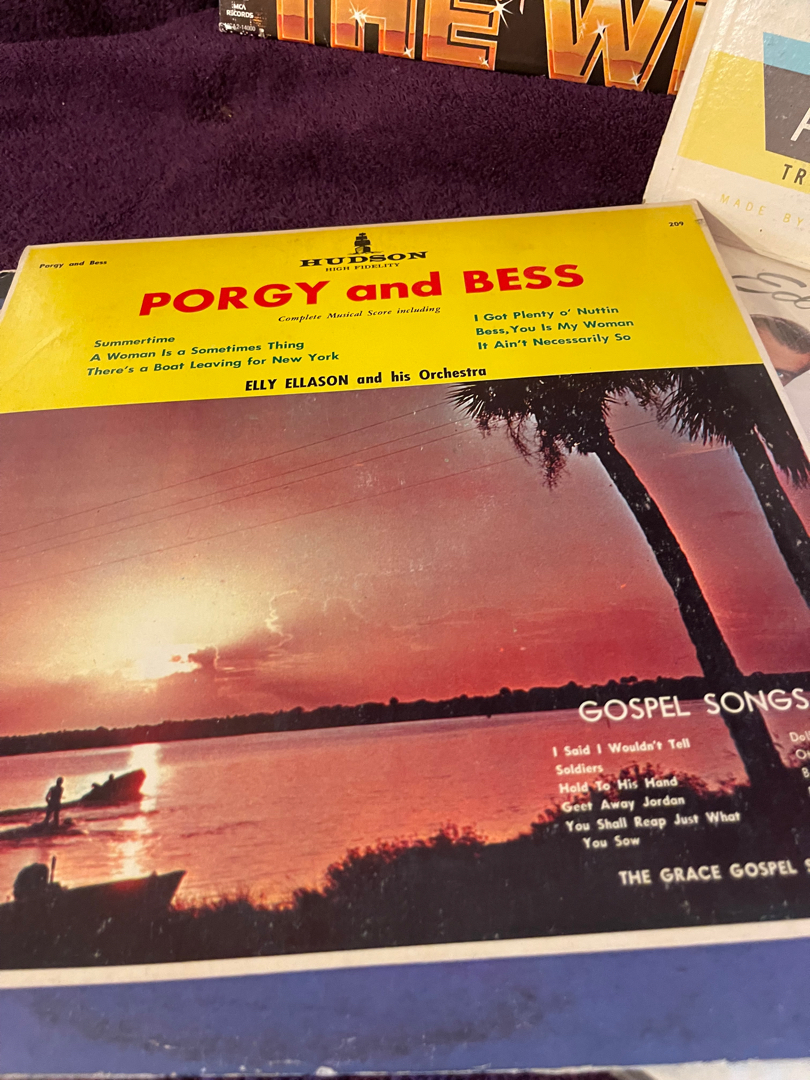 MCA
RECORDS
THE WI
TR
MADE BY
Porgy and Bess
HUDSON
HIGH FIDELITY
209
PORGY and BESS
Complete Musical Score including
Summertime
A Woman Is a Sometimes Thing
There's a Boat Leaving for New York
I Got Plenty o' Nuttin
Bess, You Is My Woman
It Ain't Necessarily So
ELLY ELLASON and his Orchestra
GOSPEL SONGS
I Said I Wouldn't Tell
Soldiers
Hold To His Hand
Geet Away Jordan
You Shall Reap Just What
You Sow
THE GRACE GOSPEL